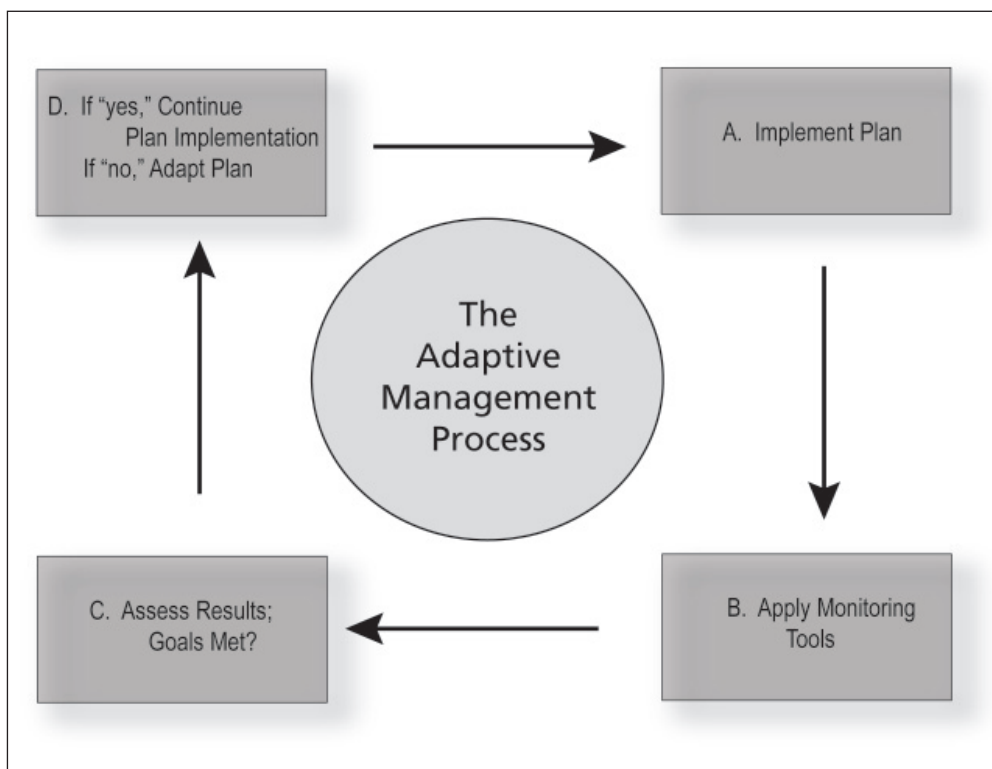 D. If “yes,” Continue
Plan Implementation
If “no,” Adapt Plan
A. Implement Plan
The
Adaptive
Management
Process
C. Assess Results;
Goals Met?
B. Apply Monitoring
Tools